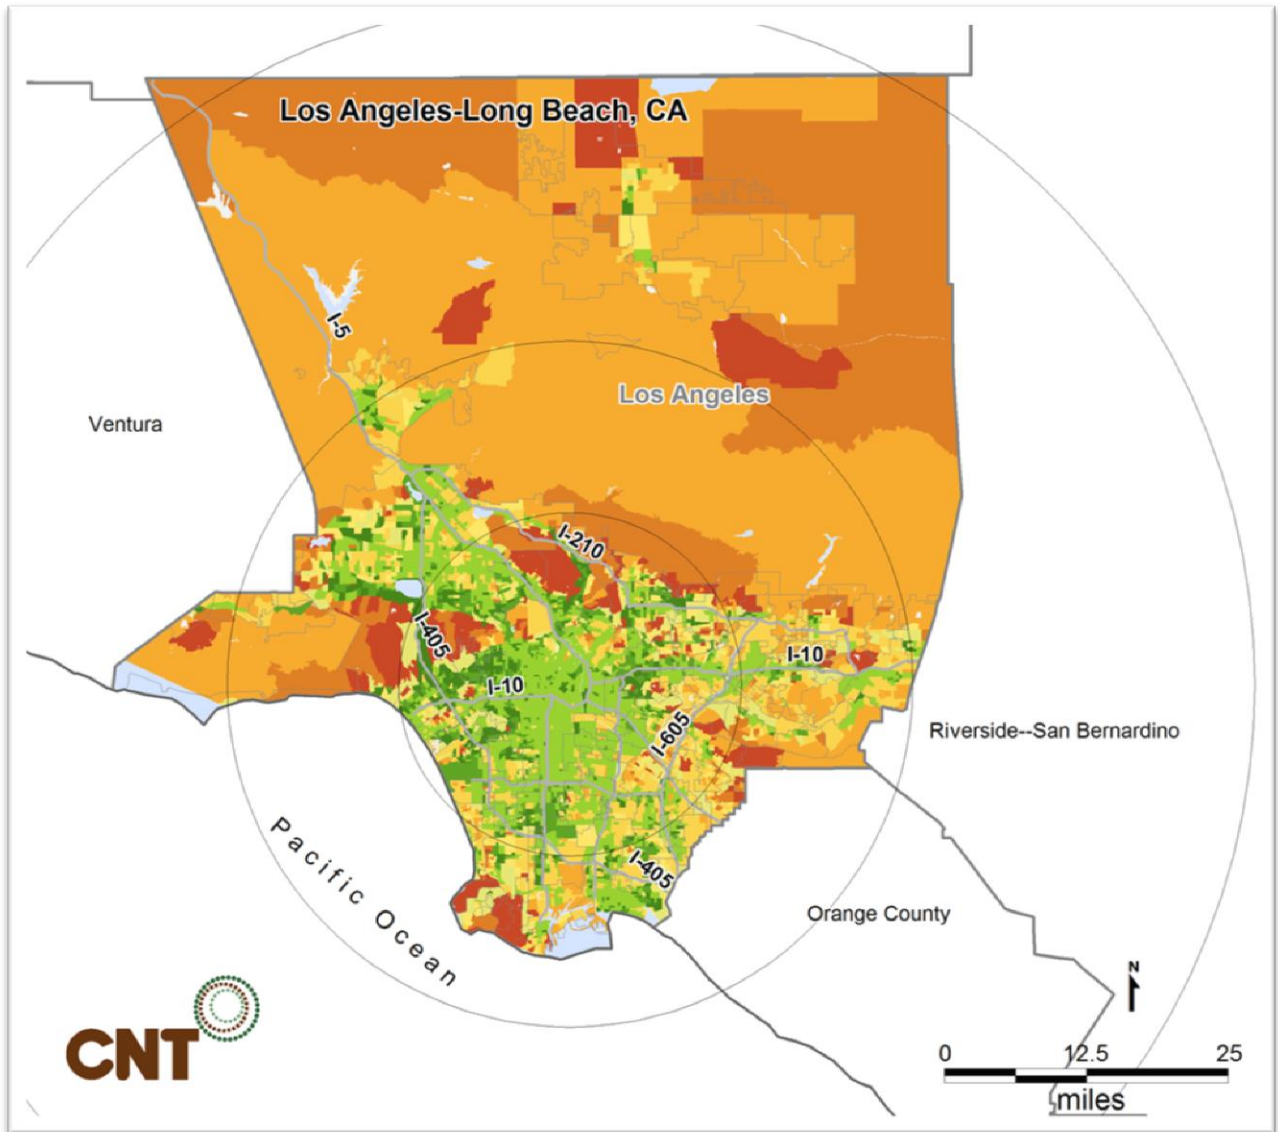 Los Angeles-Long Beach, CA
I-5
Los Angeles
Ventura
I-210
I-405
I-10
I-10
I-605
Riverside--San Bernardino
I-405
Pacific Ocean
Orange County
N
CNT
0 12.5 25
miles